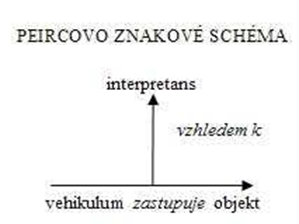 PEIRCOVO ZNAKOVÉ SCHÉMA
interpretans
vzhledem k
vehikulum zastupuje objekt